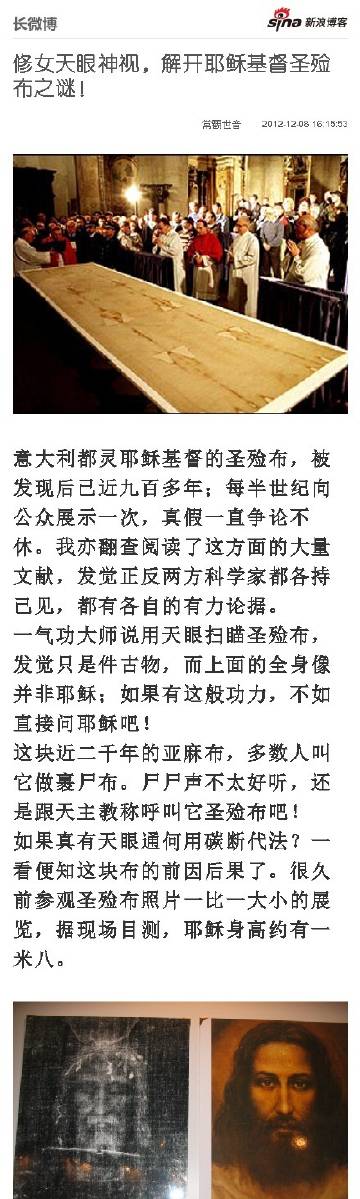 长微博
sina 新浪博客
修女天眼神视，解开耶稣基督圣殓
布之谜！
常霸世音 2012-12-08 16:15:53
意大利都灵耶稣基督的圣殓布，被
发现后已近九百多年；每半世纪向
公众展示一次，真假一直争论不
休。我亦翻查阅读了这方面的大量
文献，发觉正反两方科学家都各持
己见，都有各自的有力论据。
一气功大师说用天眼扫瞄圣殓布，
发觉只是件古物，而上面的全身像
并非耶稣；如果有这般功力，不如
直接问耶稣吧！
这块近二千年的亚麻布，多数人叫
它做裹尸布。尸尸声不太好听，还
是跟天主教称呼叫它圣殓布吧！
如果真有天眼通何用碳断代法？一
看便知这块布的前因后果了。很久
前参观圣殓布照片一比一大小的展
览，据现场目测，耶稣身高约有一
米八。